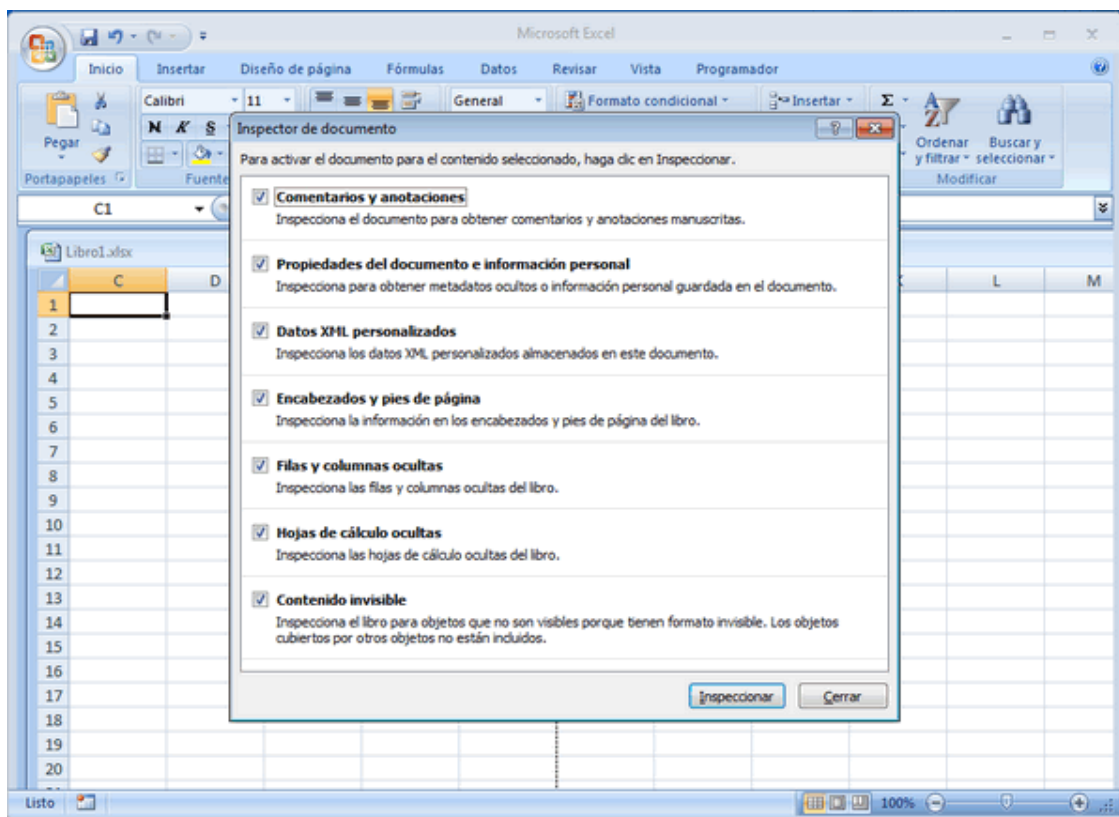 Microsoft Excel
Inicio Insertar Diseño de página Fórmulas Datos Revisar Vista Programador
Calibri 11 General Formato condicional Insertar Σ
N K S
Pegar Ordenar y filtrar Buscar y seleccionar
Portapapeles Fuente Modificar
C1
Libro1.xlsx
C D L M
Inspector de documento
Para activar el documento para el contenido seleccionado, haga clic en Inspeccionar.
Comentarios y anotaciones
Inspecciona el documento para obtener comentarios y anotaciones manuscritas.
Propiedades del documento e información personal
Inspecciona para obtener metadatos ocultos o información personal guardada en el documento.
Datos XML personalizados
Inspecciona los datos XML personalizados almacenados en este documento.
Encabezados y pies de página
Inspecciona la información en los encabezados y pies de página del libro.
Filas y columnas ocultas
Inspecciona las filas y columnas ocultas del libro.
Hojas de cálculo ocultas
Inspecciona las hojas de cálculo ocultas del libro.
Contenido invisible
Inspecciona el libro para objetos que no son visibles porque tienen formato invisible. Los objetos
cubiertos por otros objetos no están incluidos.
Inspeccionar Cerrar
1
2
3
4
5
6
7
8
9
10
11
12
13
14
15
16
17
18
19
20
Listo 100%